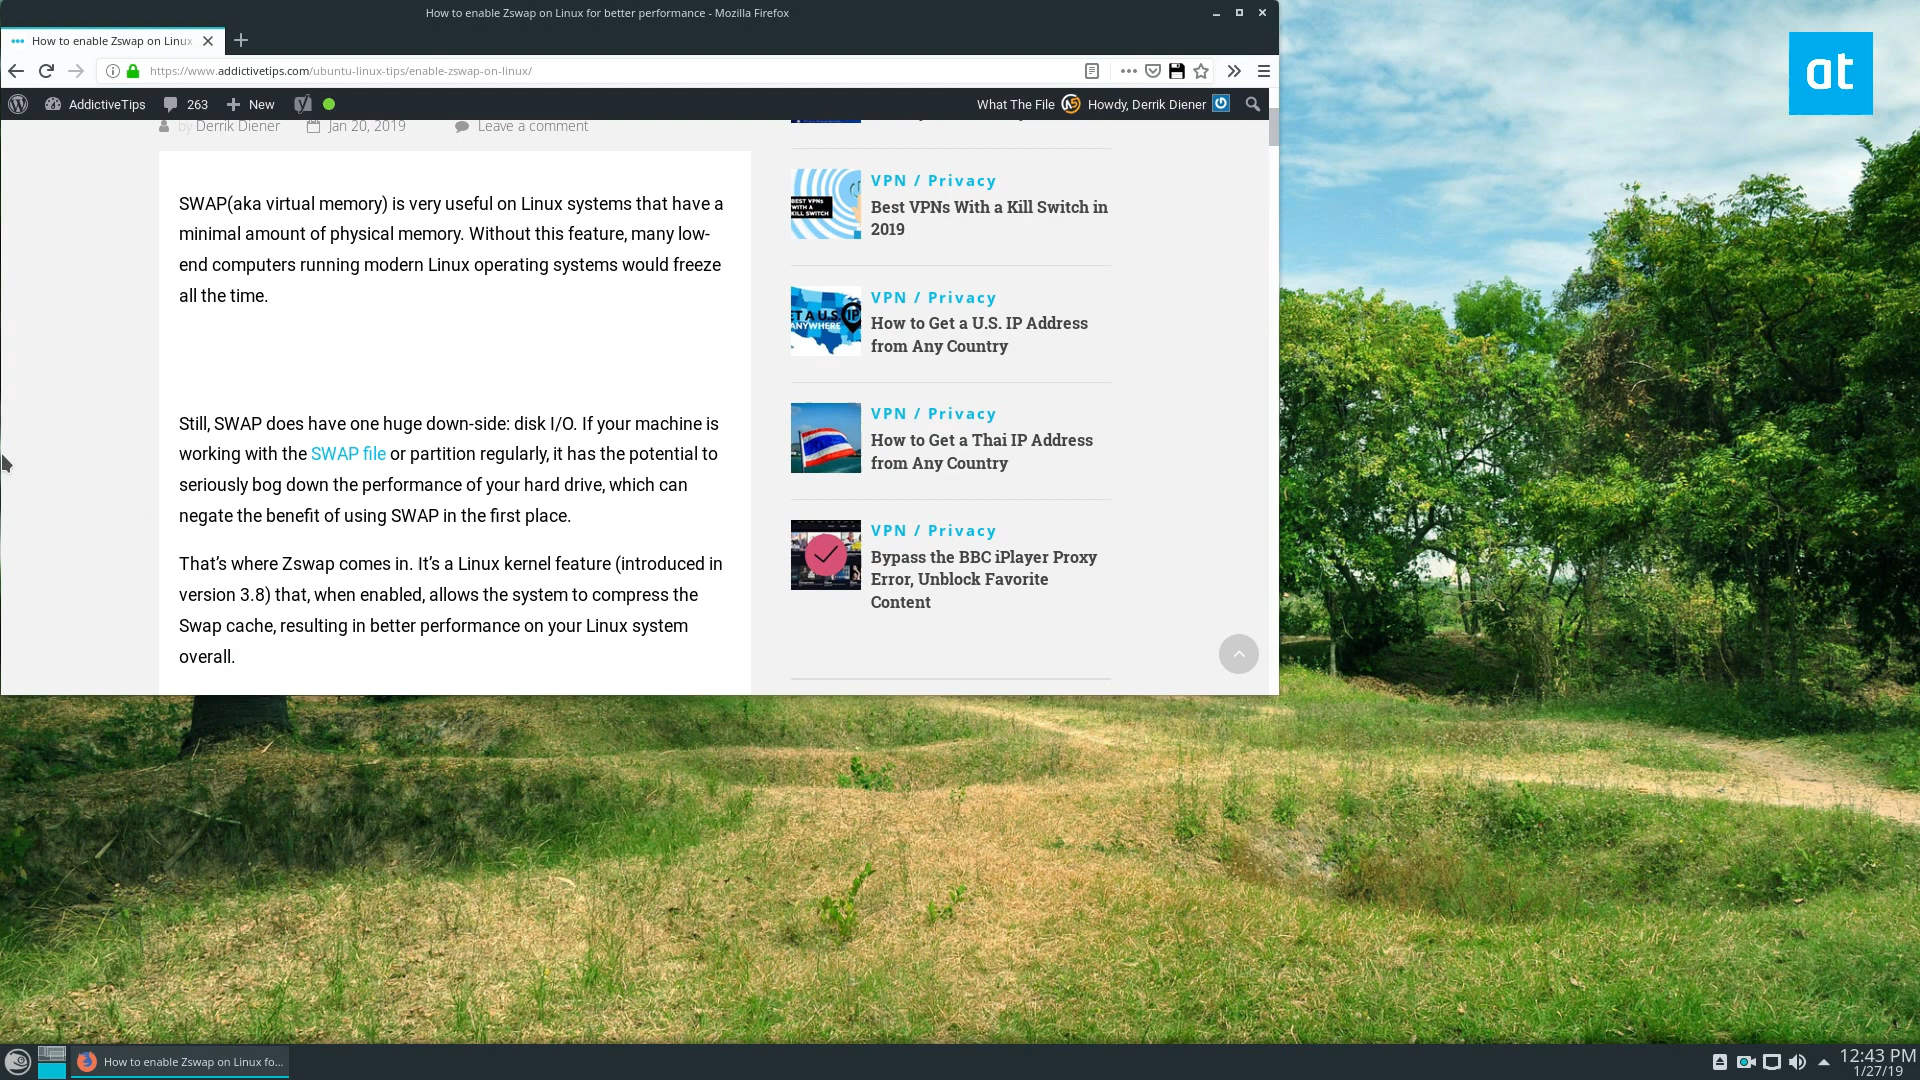 How to enable Zswap on Linux for better performance - Mozilla Firefox
How to enable Zswap on Linux
https://www.addictivetips.com/ubuntu-linux-tips/enable-zswap-on-linux/
AddictiveTips 263 New What The File Howdy, Derrik Diener
by Derrik Diener Jan 20, 2019 Leave a comment
SWAP(aka virtual memory) is very useful on Linux systems that have a
minimal amount of physical memory. Without this feature, many low-
end computers running modern Linux operating systems would freeze
all the time.
Still, SWAP does have one huge down-side: disk I/O. If your machine is
working with the SWAP file or partition regularly, it has the potential to
seriously bog down the performance of your hard drive, which can
negate the benefit of using SWAP in the first place.
That’s where Zswap comes in. It’s a Linux kernel feature (introduced in
version 3.8) that, when enabled, allows the system to compress the
Swap cache, resulting in better performance on your Linux system
overall.
BEST VPNs
WITH A
KILL SWITCH
VPN / Privacy
Best VPNs With a Kill Switch in
2019
ET A U.S. IP
ANYWHERE
VPN / Privacy
How to Get a U.S. IP Address
from Any Country
VPN / Privacy
How to Get a Thai IP Address
from Any Country
VPN / Privacy
Bypass the BBC iPlayer Proxy
Error, Unblock Favorite
Content
at
How to enable Zswap on Linux fo...
12:43 PM
1/27/19